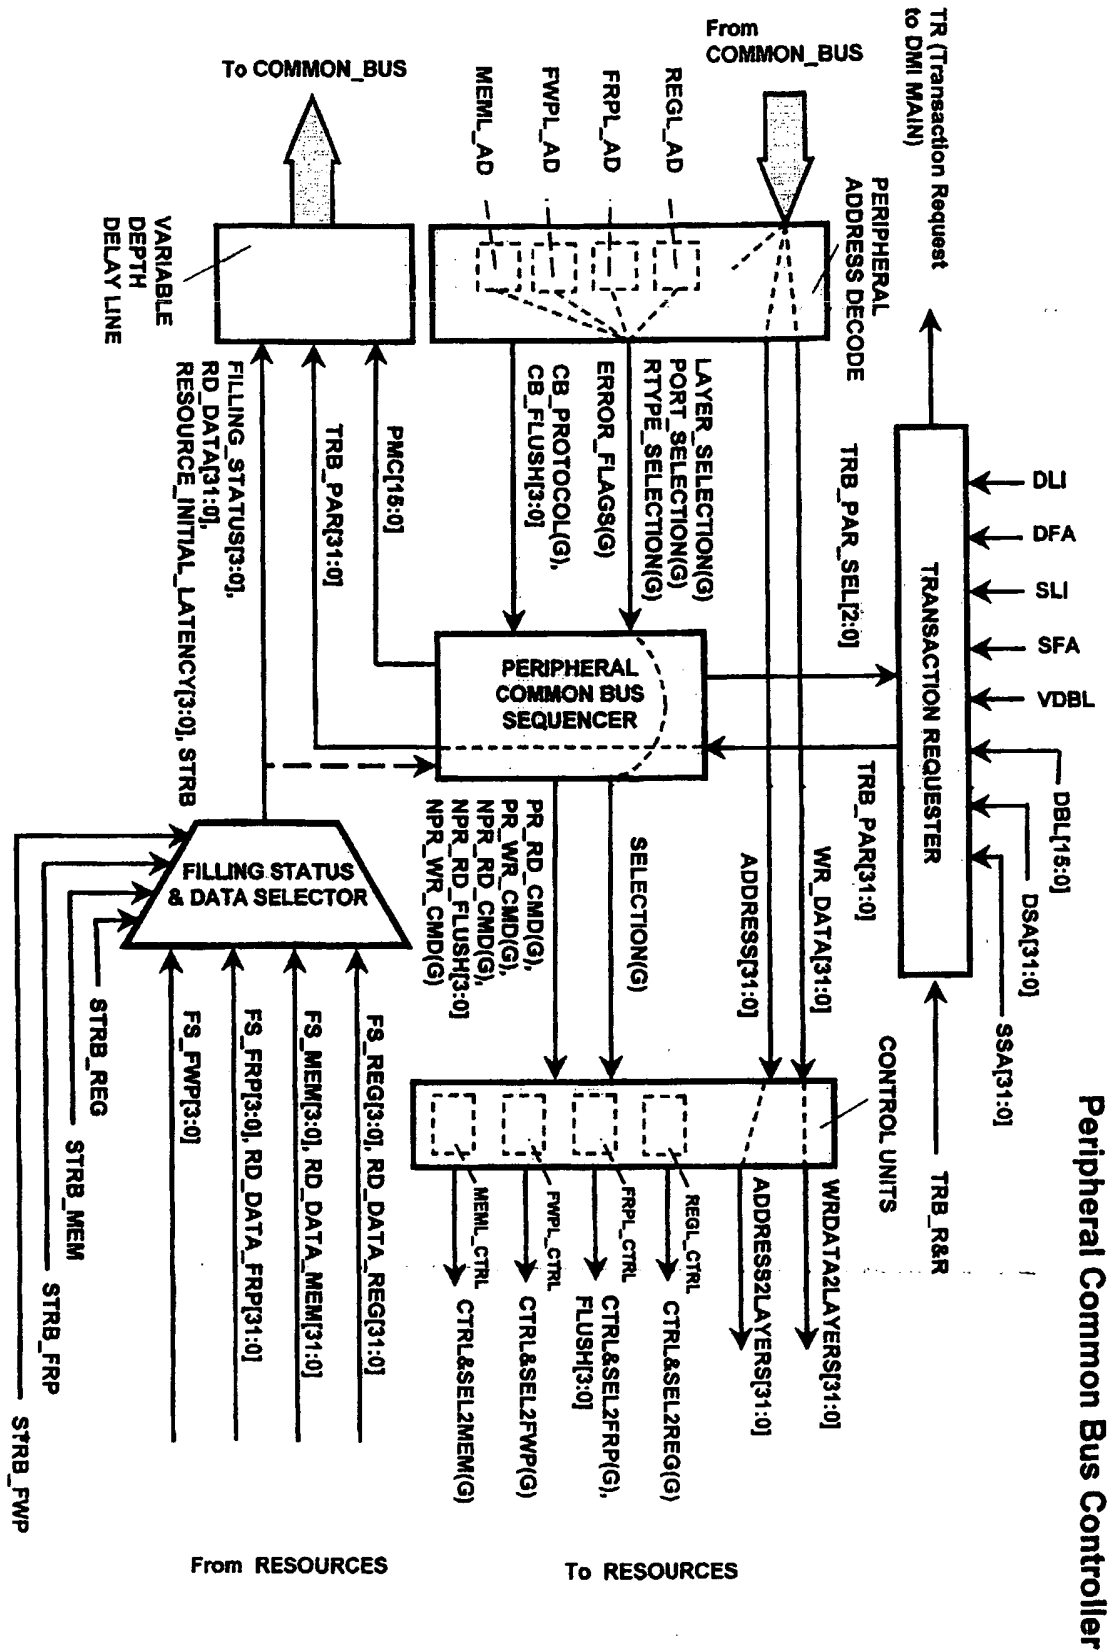 Peripheral Common Bus Controller
TR (Transaction Request
to DMI MAIN)
From
COMMON_BUS
To COMMON_BUS
REGL_AD
FRPL_AD
FWPL_AD
MEML_AD
PERIPHERAL
ADDRESS DECODE
VARIABLE
DEPTH
DELAY LINE
DLI
DFA
SLI
SFA
VDBL
DBL[15:0]
DSA[31:0]
SSA[31:0]
TRANSACTION REQUESTER
TRB_R&R
TRB_PAR_SEL[2:0]
TRB_PAR[31:0]
WR_DATA[31:0]
ADDRESS[31:0]
LAYER_SELECTION(G)
PORT_SELECTION(G)
RTYPE_SELECTION(G)
ERROR_FLAGS(G)
CB_PROTOCOL(G),
CB_FLUSH[3:0]
PMC[15:0]
TRB_PAR[31:0]
FILLING_STATUS[3:0],
RD_DATA[31:0],
RESOURCE_INITIAL_LATENCY[3:0], STRB
PERIPHERAL
COMMON BUS
SEQUENCER
SELECTION(G)
PR_RD_CMD(G),
PR_WR_CMD(G),
NPR_RD_CMD(G),
NPR_RD_FLUSH[3:0]
NPR_WR_CMD(G)
FILLING STATUS
& DATA SELECTOR
CONTROL UNITS
WRDATA2LAYERS[31:0]
ADDRESS2LAYERS[31:0]
REGL_CTRL
FRPL_CTRL
FWPL_CTRL
MEML_CTRL
CTRL&SEL2REG(G)
CTRL&SEL2FRP(G),
FLUSH[3:0]
CTRL&SEL2FWP(G)
CTRL&SEL2MEM(G)
FS_REG[3:0], RD_DATA_REG[31:0]
FS_MEM[3:0], RD_DATA_MEM[31:0]
FS_FRP[3:0], RD_DATA_FRP[31:0]
FS_FWP[3:0]
STRB_REG
STRB_MEM
STRB_FRP
STRB_FWP
From RESOURCES
To RESOURCES